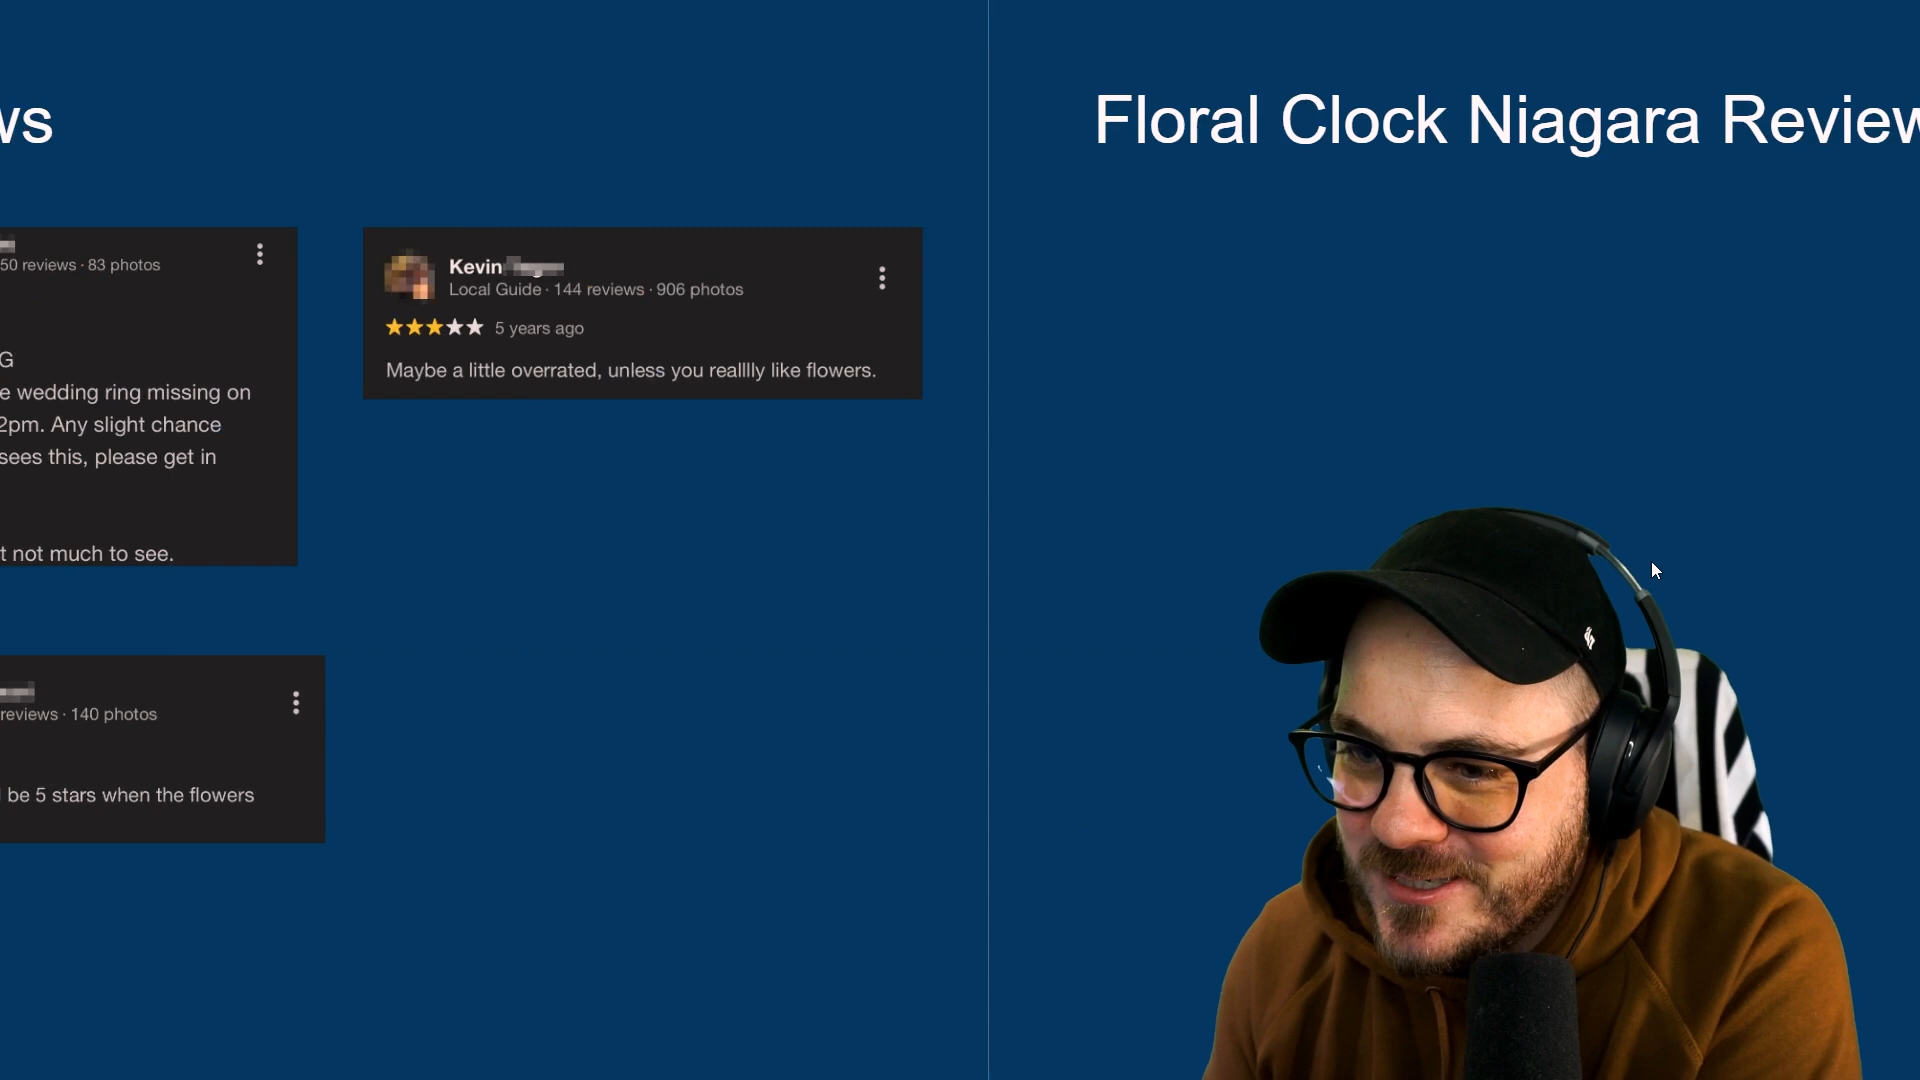 ws
Floral Clock Niagara Review
50 reviews · 83 photos
G
e wedding ring missing on
2pm. Any slight chance
sees this, please get in
t not much to see.
Kevin
Local Guide · 144 reviews · 906 photos
5 years ago
Maybe a little overrated, unless you realllly like flowers.
reviews · 140 photos
be 5 stars when the flowers